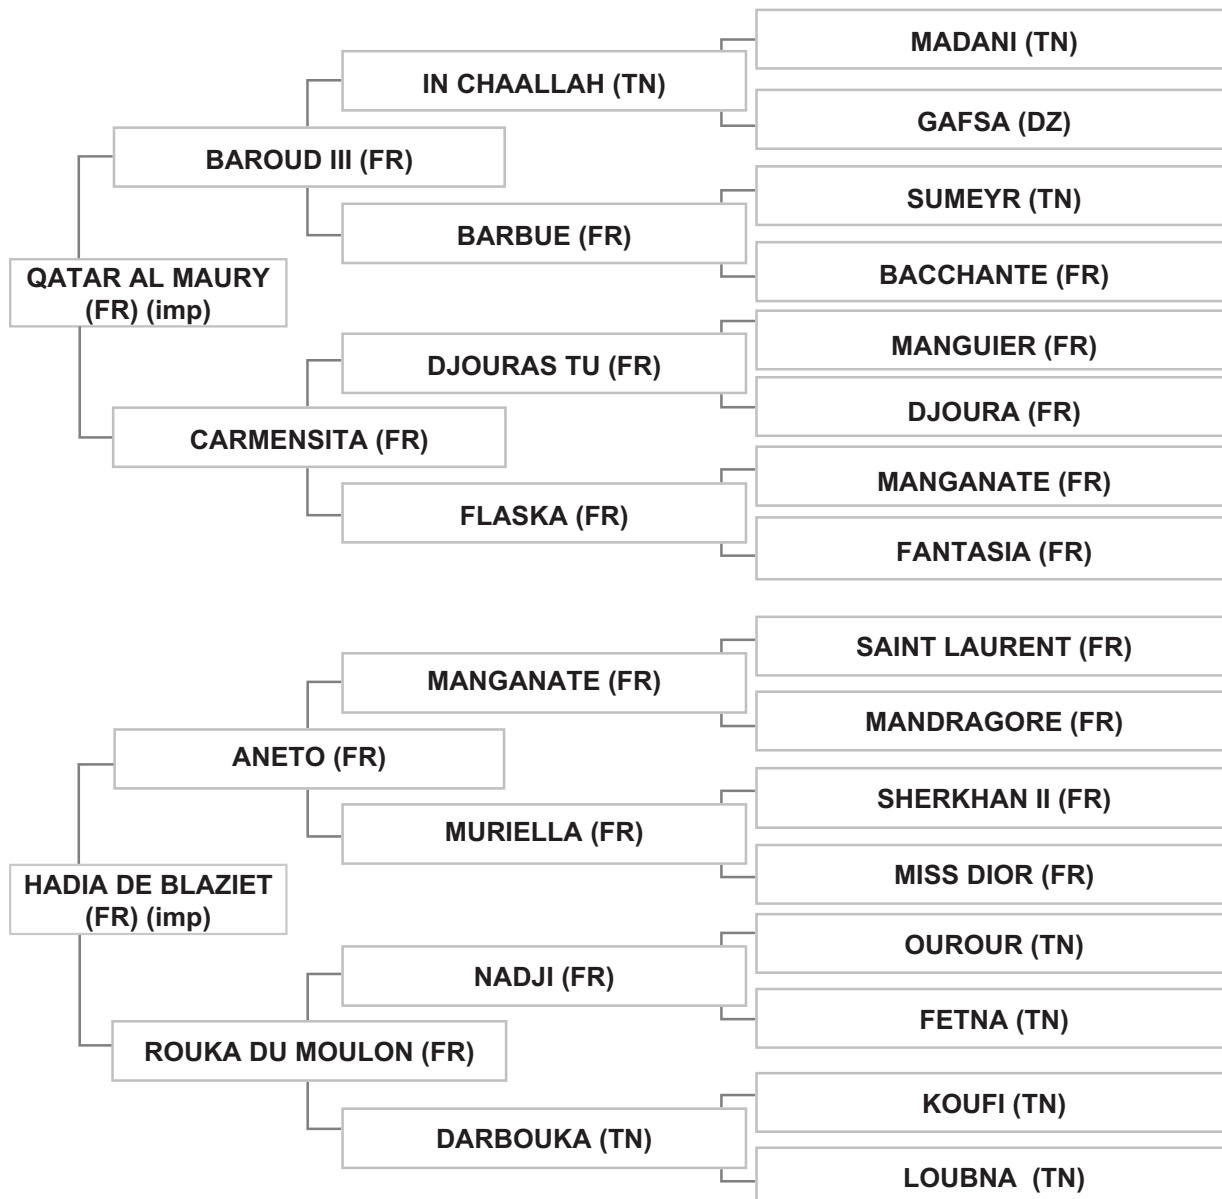 MADANI (TN)
IN CHAALLAH (TN)
GAFSA (DZ)
BAROUD III (FR)
SUMEYR (TN)
BARBUE (FR)
BACCHANTE (FR)
QATAR AL MAURY
(FR) (imp)
MANGUIER (FR)
DJOURAS TU (FR)
DJOURA (FR)
CARMENSITA (FR)
MANGANATE (FR)
FLASKA (FR)
FANTASIA (FR)
SAINT LAURENT (FR)
MANGANATE (FR)
MANDRAGORE (FR)
ANETO (FR)
SHERKHAN II (FR)
MURIELLA (FR)
MISS DIOR (FR)
HADIA DE BLAZIET
(FR) (imp)
OUROUR (TN)
NADJI (FR)
FETNA (TN)
ROUKA DU MOULON (FR)
KOUFI (TN)
DARBOUKA (TN)
LOUBNA  (TN)